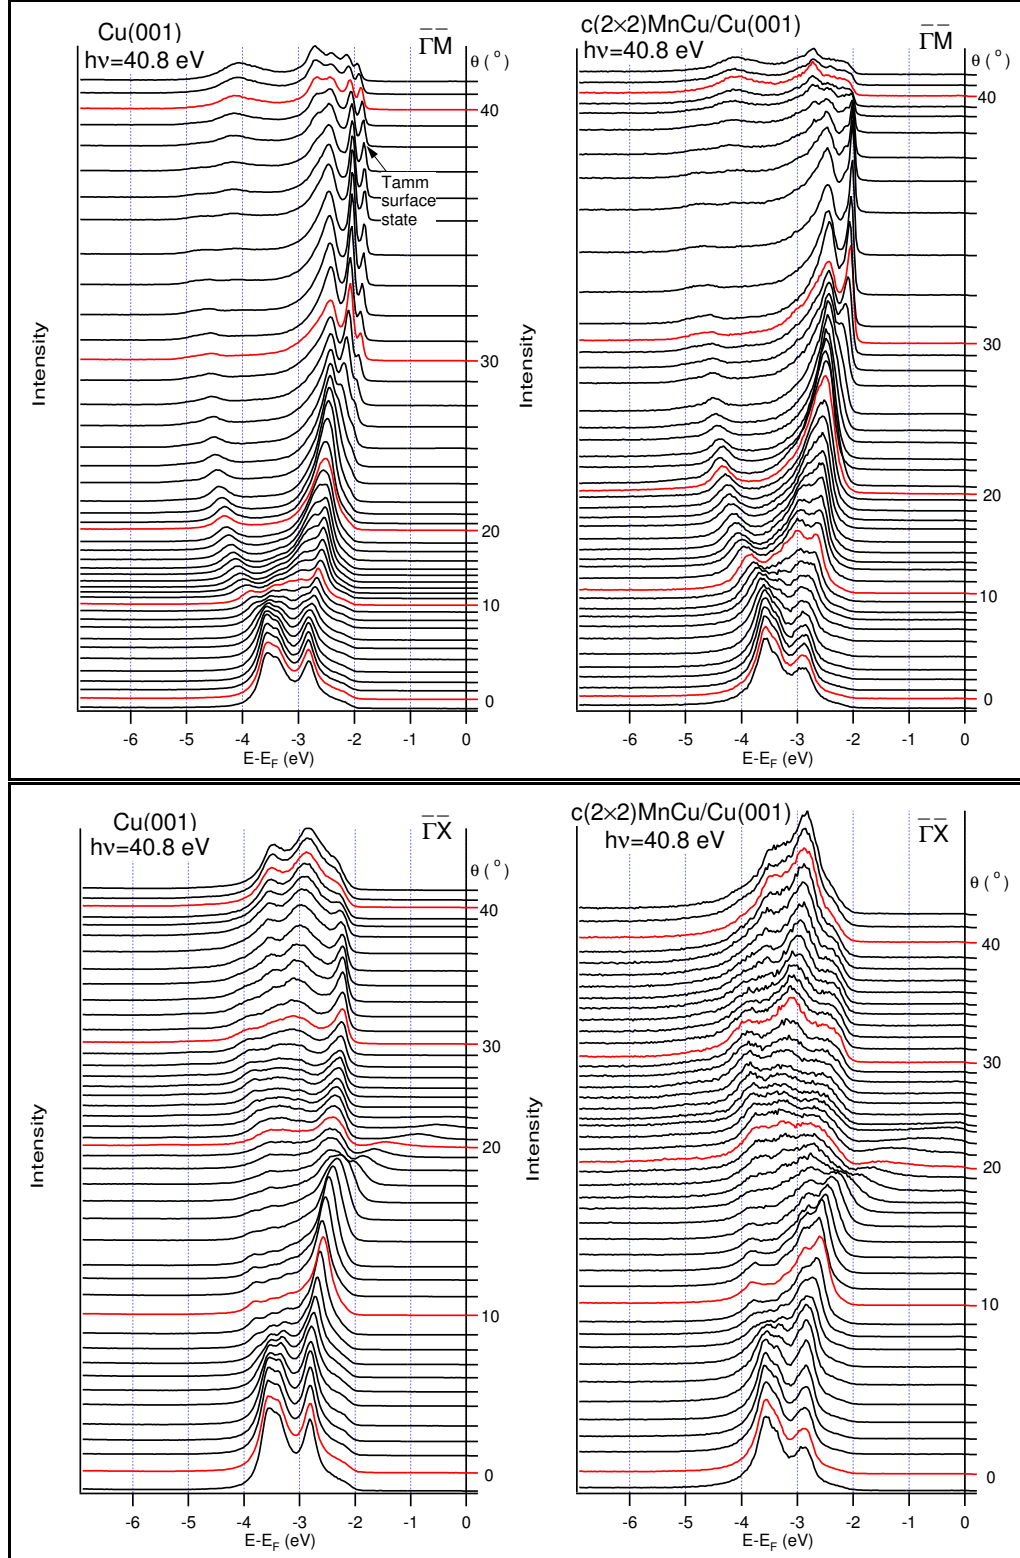 Cu(001)
hν=40.8 eV
Γ̅M̅
θ ( ° )
40
30
20
10
0
Tamm
surface
state
Intensity
-6 -5 -4 -3 -2 -1 0
E-E_F (eV)
c(2×2)MnCu/Cu(001)
hν=40.8 eV
Γ̅M̅
θ ( ° )
40
30
20
10
0
Intensity
-6 -5 -4 -3 -2 -1 0
E-E_F (eV)
Cu(001)
hν=40.8 eV
Γ̅X̅
θ ( ° )
40
30
20
10
0
Intensity
-6 -5 -4 -3 -2 -1 0
E-E_F (eV)
c(2×2)MnCu/Cu(001)
hν=40.8 eV
Γ̅X̅
θ ( ° )
40
30
20
10
0
Intensity
-6 -5 -4 -3 -2 -1 0
E-E_F (eV)